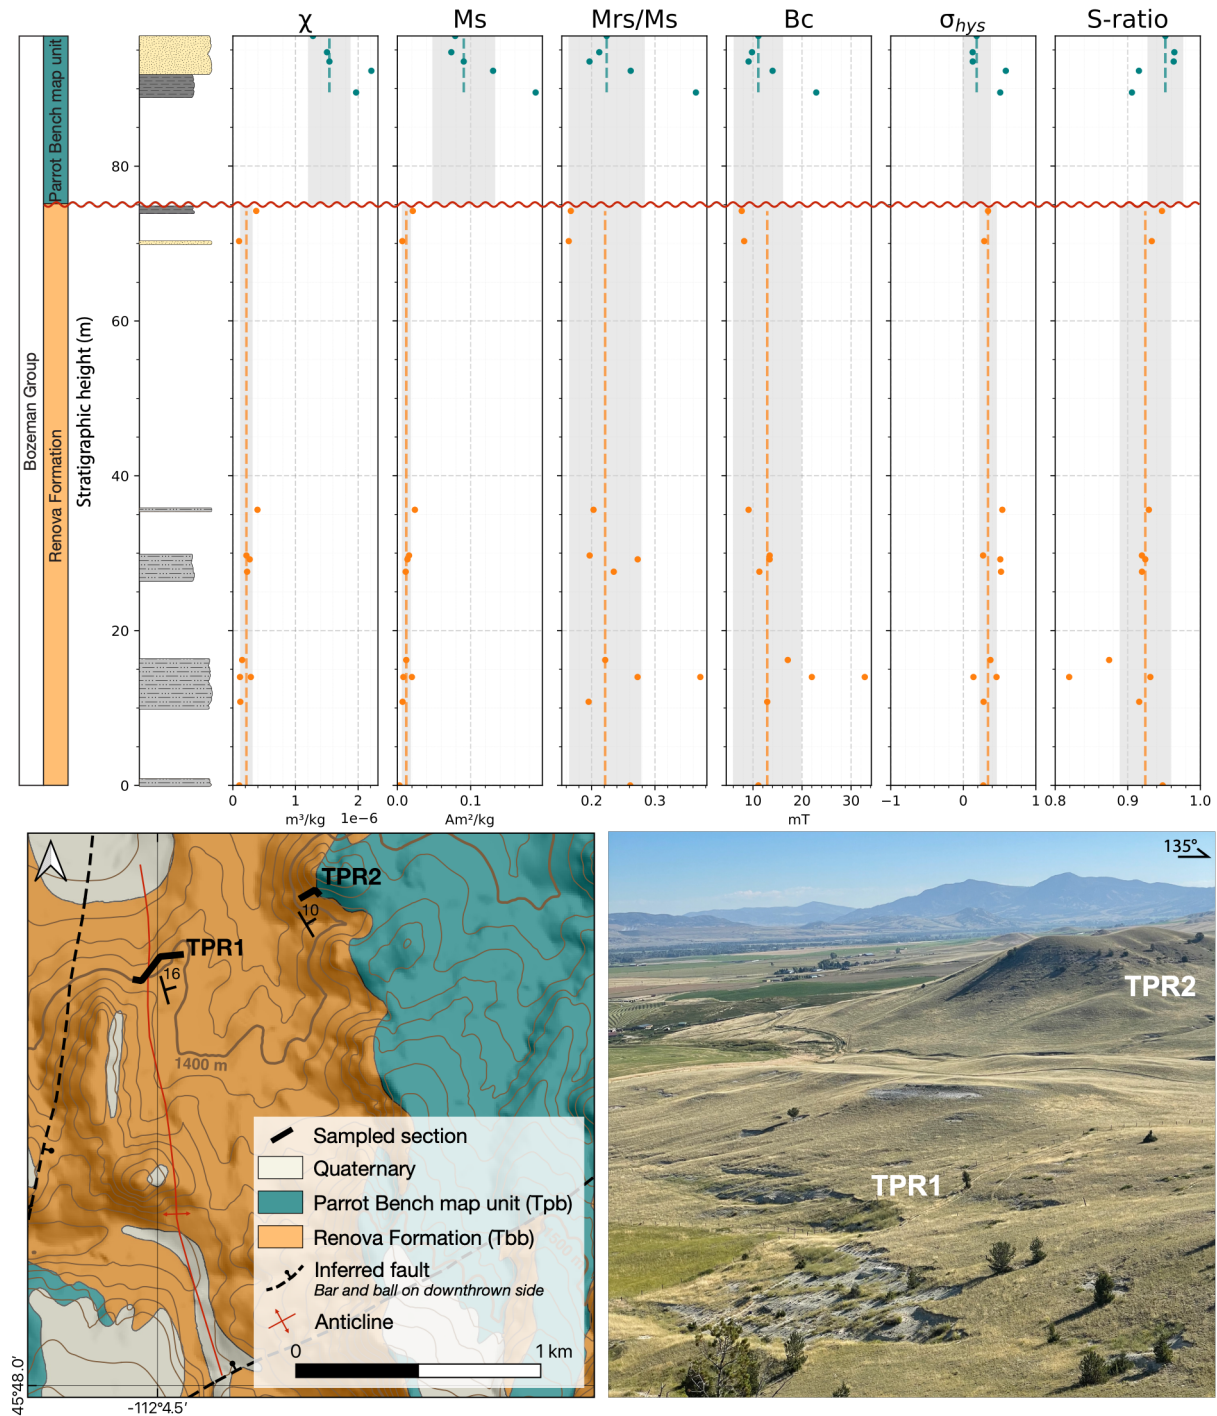 χ Ms Mrs/Ms Bc σhys S-ratio
Bozeman Group
Parrot Bench map unit
Renova Formation
Stratigraphic height (m)
80
60
40
20
0
0 1 2 0.0 0.1 0.2 0.3 10 20 30 −1 0 1 0.8 0.9 1.0
m³/kg 1e−6 Am²/kg mT
TPR2
10
TPR1
16
1400 m
Sampled section
Quaternary
Parrot Bench map unit (Tpb)
Renova Formation (Tbb)
Inferred fault
Bar and ball on downthrown side
Anticline
0 1 km
45°48.0′
-112°4.5′
135°
TPR2
TPR1